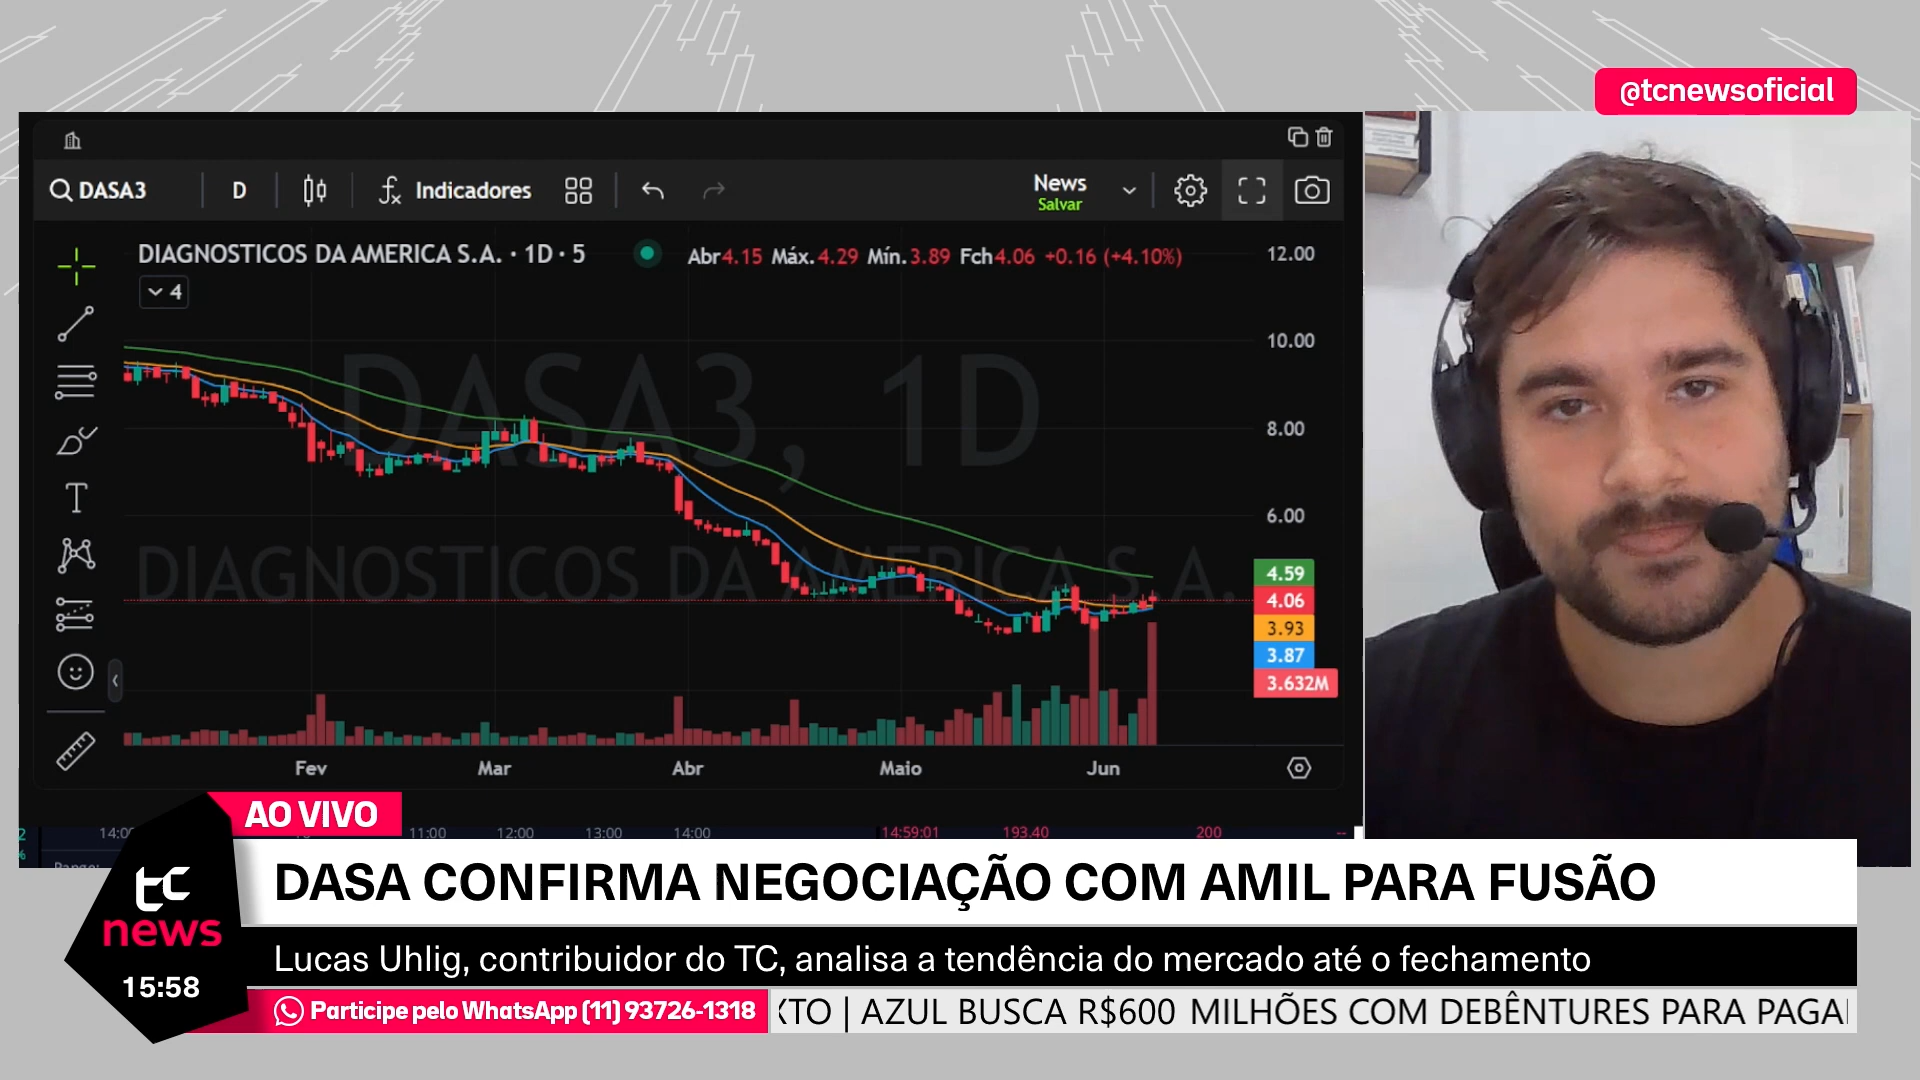 @tcnewsoficial
DASA3 D Indicadores News
Salvar
DIAGNOSTICOS DA AMERICA S.A. · 1D · 5 Abr4.15 Máx.4.29 Mín.3.89 Fch4.06 +0.16 (+4.10%)
4
12.00
10.00
8.00
6.00
DASA3, 1D
DIAGNOSTICOS DA AMERICA S.A.
4.59
4.06
3.93
3.87
3.632M
Fev Mar Abr Maio Jun
AO VIVO
11:00 12:00 13:00 14:00 14:59:01 193.40 200 --
DASA CONFIRMA NEGOCIAÇÃO COM AMIL PARA FUSÃO
Lucas Uhlig, contribuidor do TC, analisa a tendência do mercado até o fechamento
tc
news
15:58
Participe pelo WhatsApp (11) 93726-1318
XTO | AZUL BUSCA R$600 MILHÕES COM DEBÊNTURES PARA PAGA